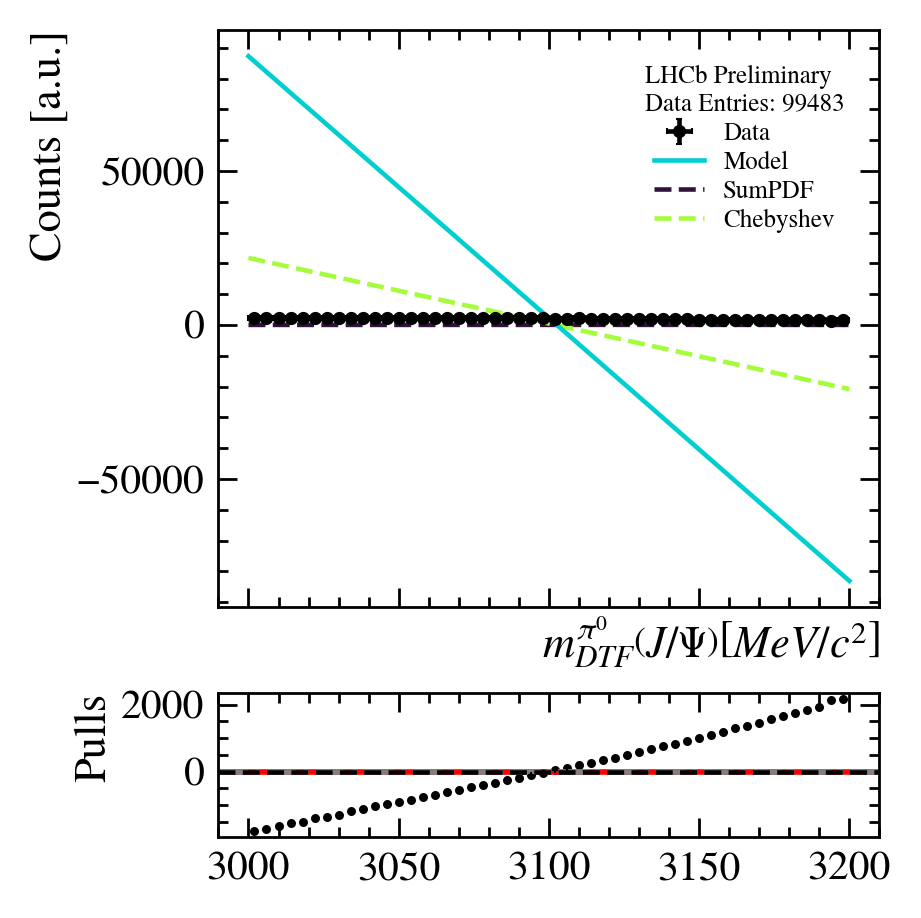 Counts [a.u.]
50000
0
−50000
LHCb Preliminary
Data Entries: 99483
Data
Model
SumPDF
Chebyshev
$m_{DTF}^{\pi^0}(J/\Psi)[MeV/c^2]$
Pulls
2000
0
3000 3050 3100 3150 3200